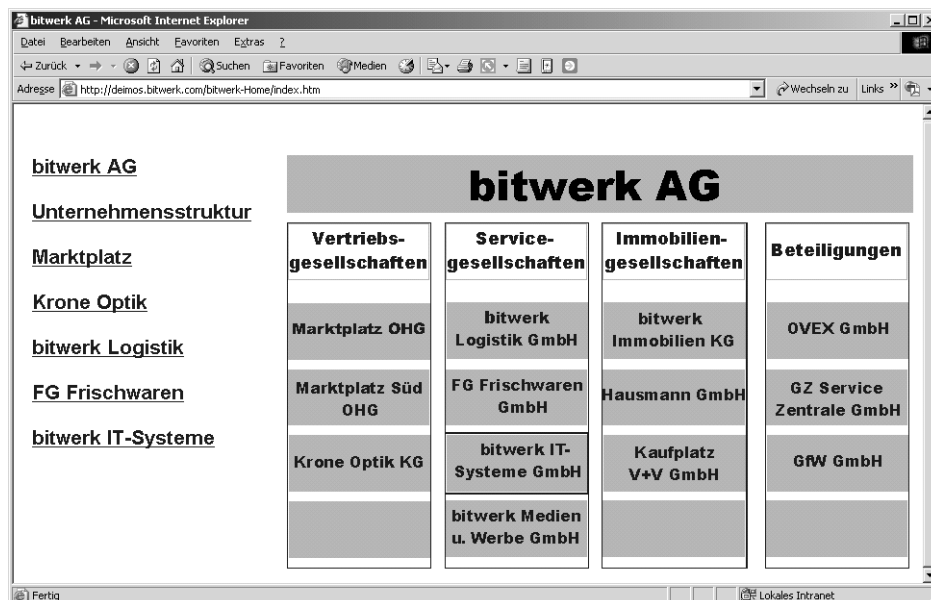 bitwerk AG - Microsoft Internet Explorer
Datei Bearbeiten Ansicht Favoriten Extras ?
Zurück Suchen Favoriten Medien
Adresse http://deimos.bitwerk.com/bitwerk-Home/index.htm Wechseln zu Links »
bitwerk AG
Unternehmensstruktur
Marktplatz
Krone Optik
bitwerk Logistik
FG Frischwaren
bitwerk IT-Systeme
bitwerk AG
Vertriebs-
gesellschaften
Marktplatz OHG
Marktplatz Süd
OHG
Krone Optik KG
Service-
gesellschaften
bitwerk
Logistik GmbH
FG Frischwaren
GmbH
bitwerk IT-
Systeme GmbH
bitwerk Medien
u. Werbe GmbH
Immobilien-
gesellschaften
bitwerk
Immobilien KG
Hausmann GmbH
Kaufplatz
V+V GmbH
Beteiligungen
OVEX GmbH
GZ Service
Zentrale GmbH
GfW GmbH
Fertig Lokales Intranet